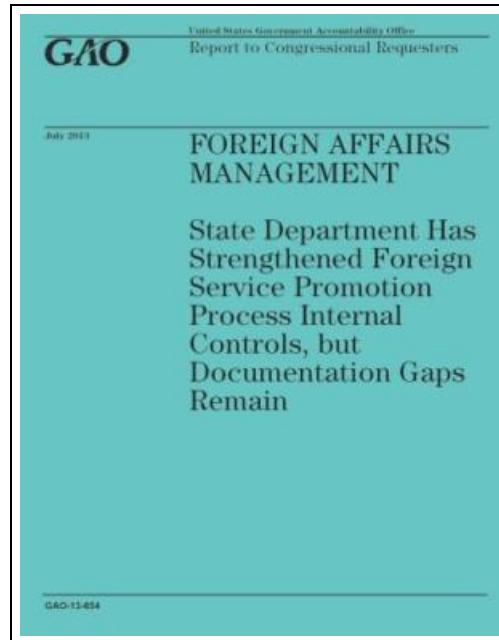 GAO
United States Government Accountability Office
Report to Congressional Requesters
July 2013
FOREIGN AFFAIRS
MANAGEMENT
State Department Has
Strengthened Foreign
Service Promotion
Process Internal
Controls, but
Documentation Gaps
Remain
GAO-13-654